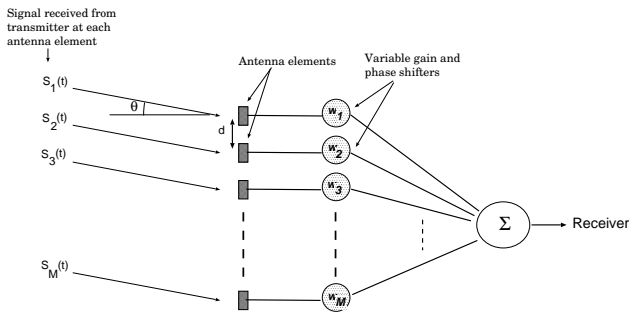 Signal received from
transmitter at each
antenna element
Antenna elements
Variable gain and
phase shifters
S1(t)
θ
w1
S2(t)
d
w2
S3(t)
w3
Σ
Receiver
SM(t)
wM